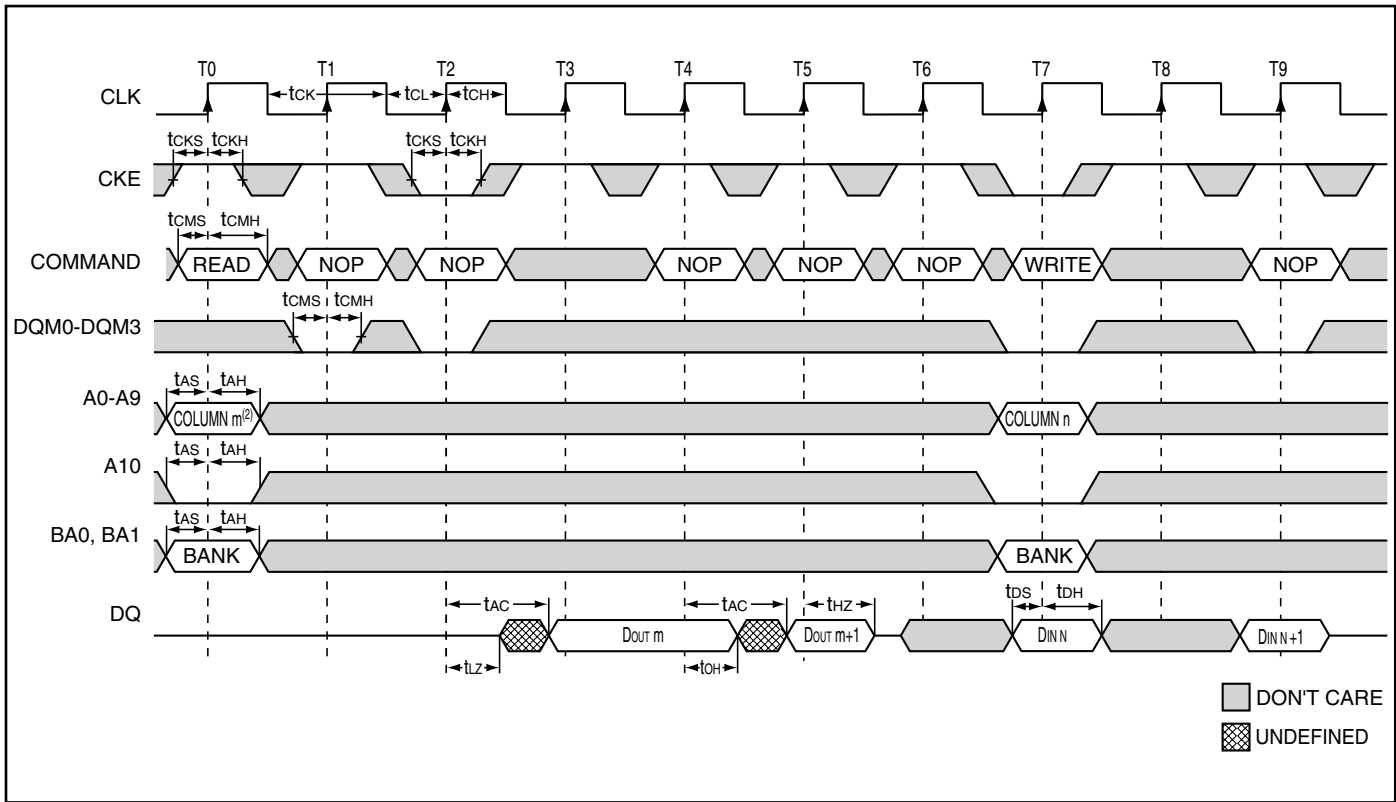 T0 T1 T2 T3 T4 T5 T6 T7 T8 T9
CLK tCK tCL tCH
tCKS tCKH tCKS tCKH
CKE
tCMS tCMH
COMMAND READ NOP NOP NOP NOP NOP WRITE NOP
tCMS tCMH
DQM0-DQM3
tAS tAH
A0-A9 COLUMN m(2) COLUMN n
tAS tAH
A10
tAS tAH
BA0, BA1 BANK BANK
tAC tAC tHZ tDS tDH
DQ DOUT m DOUT m+1 DIN N DIN N+1
tLZ tOH
DON'T CARE
UNDEFINED